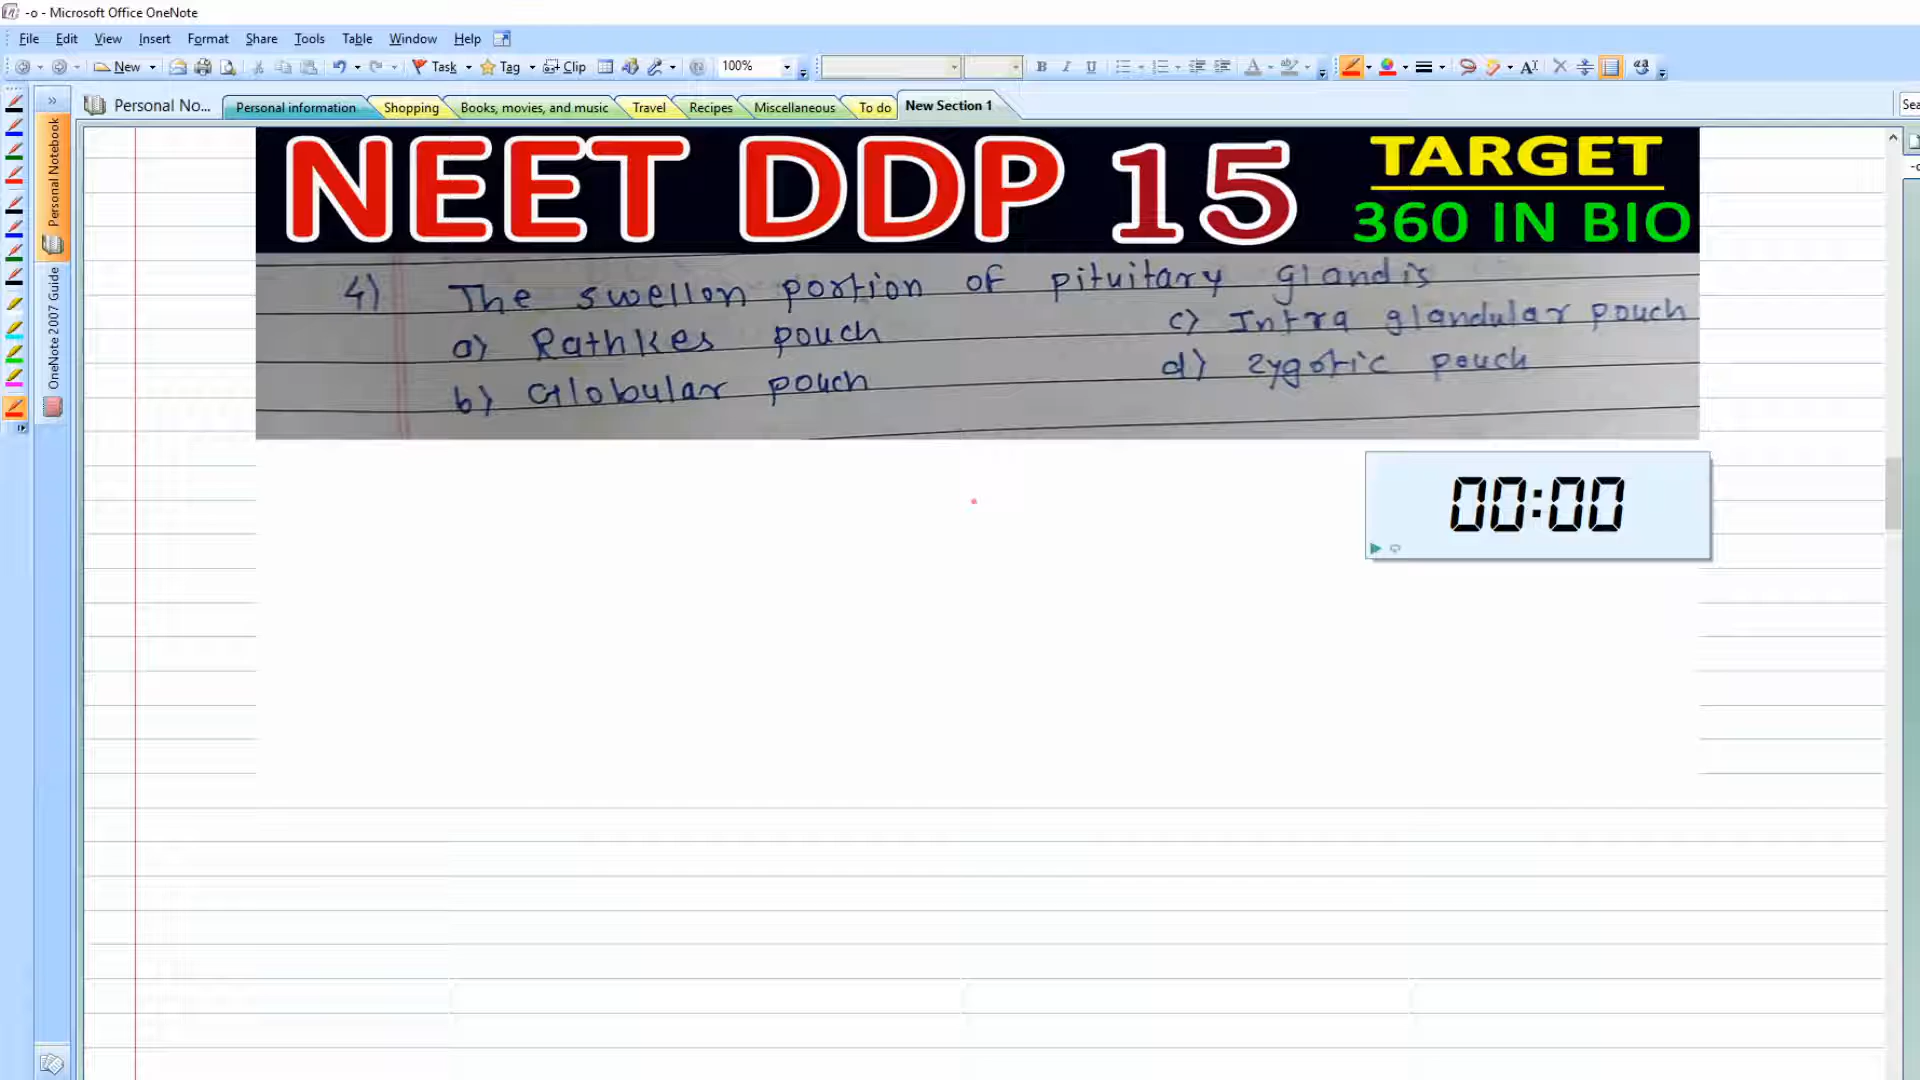 -o - Microsoft Office OneNote
File Edit View Insert Format Share Tools Table Window Help
New Task Tag Clip 100% B I U
Personal No... Personal information Shopping Books, movies, and music Travel Recipes Miscellaneous To do New Section 1 Sea
Personal Notebook
OneNote 2007 Guide
NEET DDP 15 TARGET
360 IN BIO
4) The swellon portion of pituitary gland is
a) Rathkes pouch c) Intra glandular pouch
b) Globular pouch d) Zygotic pouch
00:00